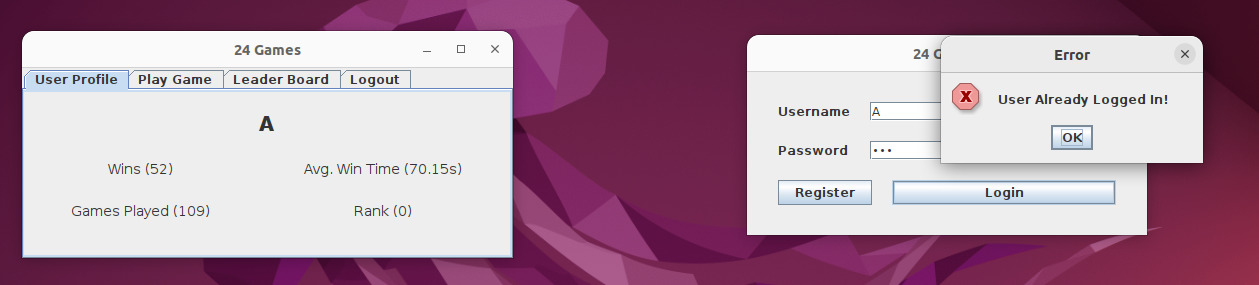 24 Games
User Profile Play Game Leader Board Logout
A
Wins (52) Avg. Win Time (70.15s)
Games Played (109) Rank (0)
24 G
Username A
Password •••
Register Login
Error
X
User Already Logged In!
OK